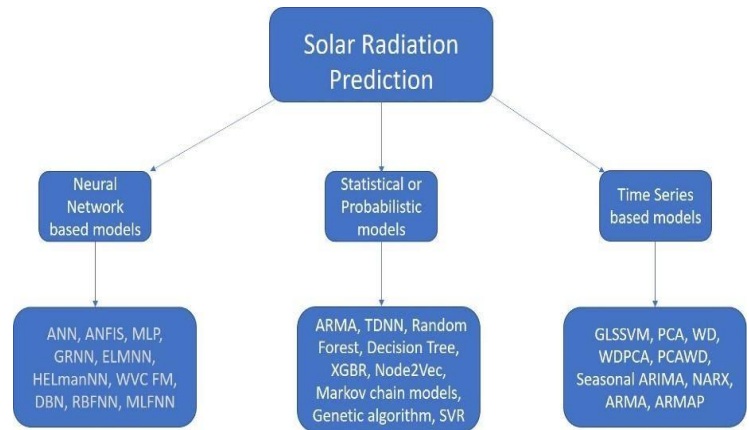 Solar Radiation
Prediction
Neural
Network
based models
Statistical or
Probabilistic
models
Time Series
based models
ANN, ANFIS, MLP,
GRNN, ELMNN,
HELmanNN, WVC FM,
DBN, RBFNN, MLFNN
ARMA, TDNN, Random
Forest, Decision Tree,
XGBR, Node2Vec,
Markov chain models,
Genetic algorithm, SVR
GLSSVM, PCA, WD,
WDPCA, PCAWD,
Seasonal ARIMA, NARX,
ARMA, ARMAP